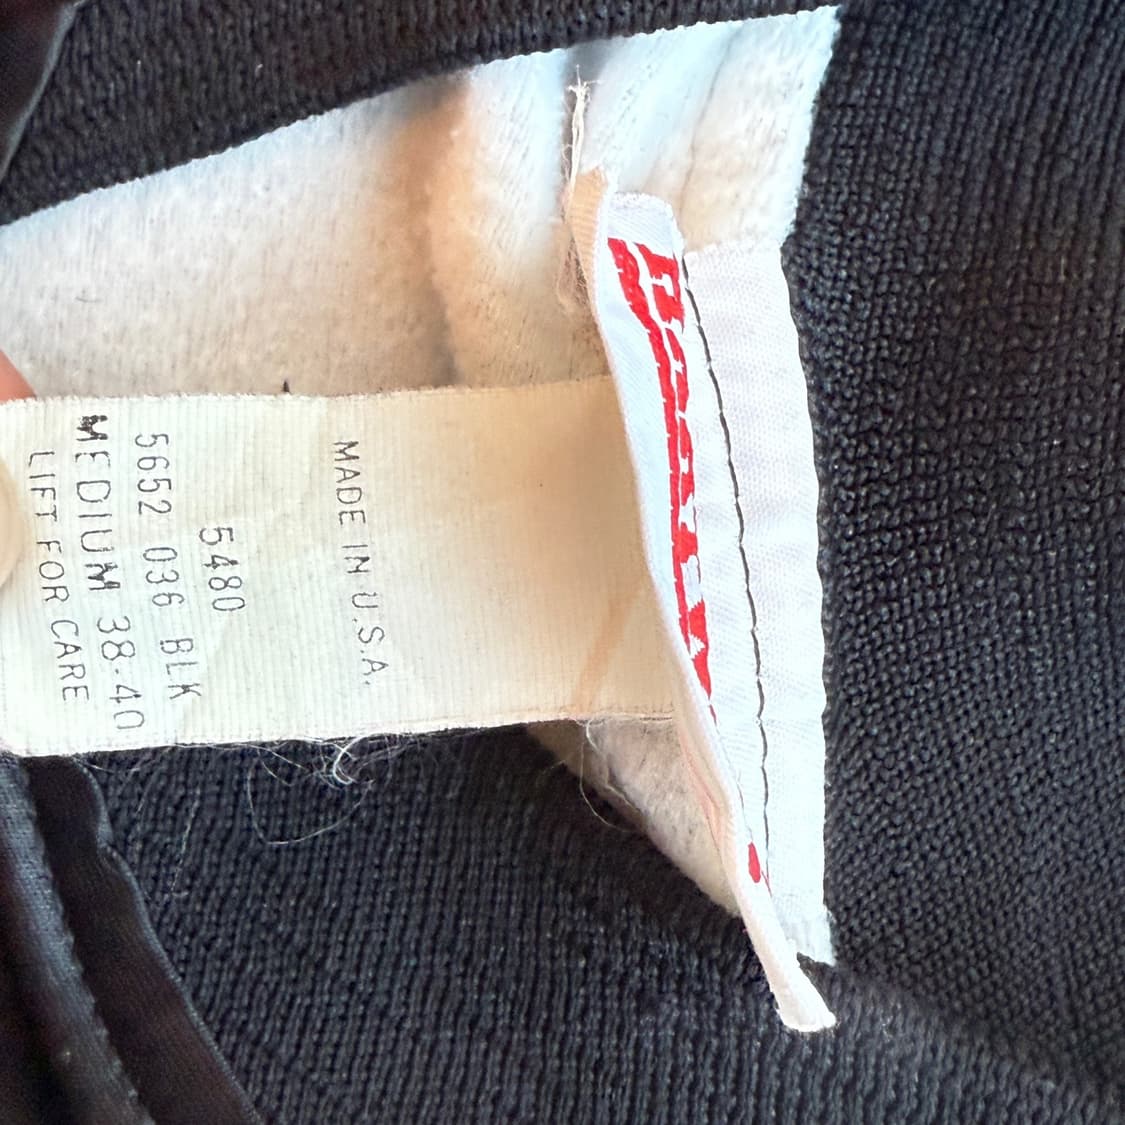 MADE IN U.S.A.
5480
5652 036 BLK
MEDIUM 38-40
LIFT FOR CARE